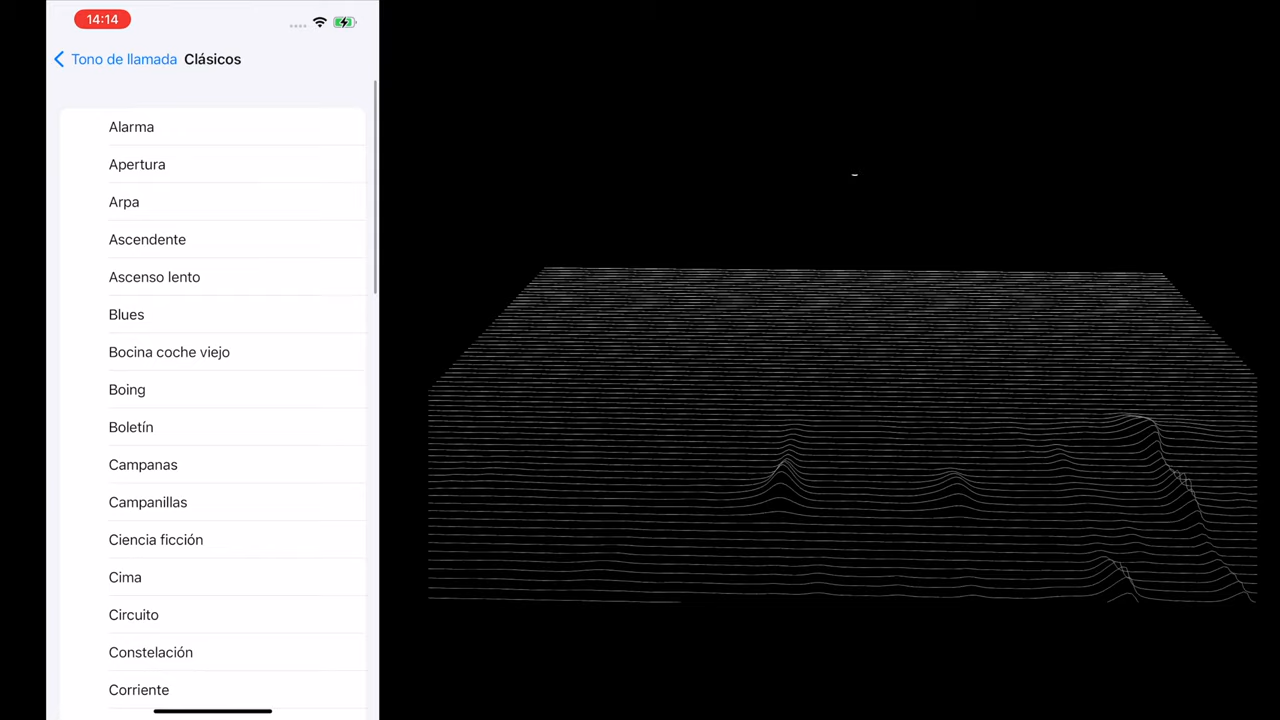 14:14
Tono de llamada Clásicos
Alarma
Apertura
Arpa
Ascendente
Ascenso lento
Blues
Bocina coche viejo
Boing
Boletín
Campanas
Campanillas
Ciencia ficción
Cima
Circuito
Constelación
Corriente